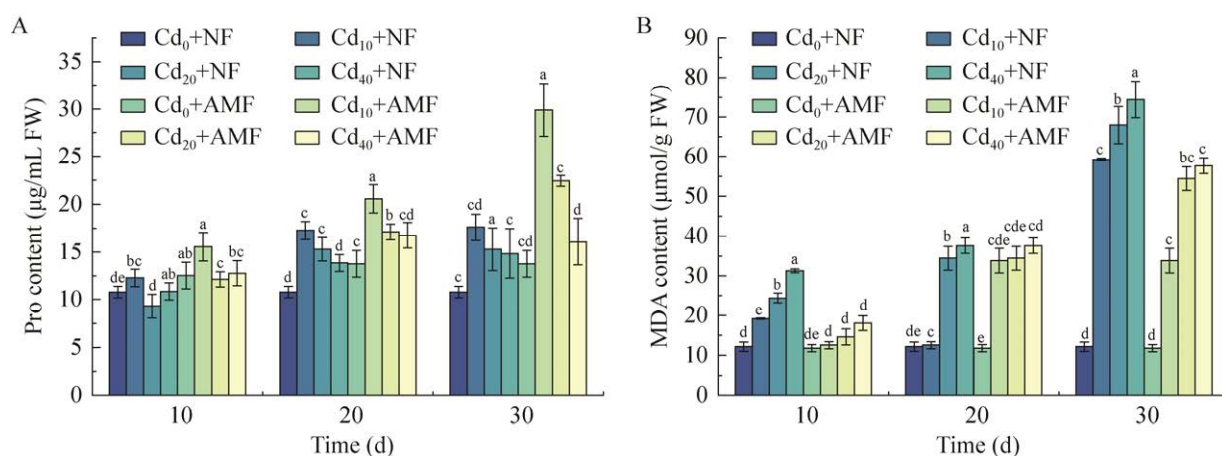 A
Cd₀+NF Cd₁₀+NF
Cd₂₀+NF Cd₄₀+NF
Cd₀+AMF Cd₁₀+AMF
Cd₂₀+AMF Cd₄₀+AMF
Pro content (μg/mL FW)
35
30
25
20
15
10
5
0
de bc d ab ab a c bc
d c c d c a b cd
c cd a c cd a c d
10 20 30
Time (d)
B
Cd₀+NF Cd₁₀+NF
Cd₂₀+NF Cd₄₀+NF
Cd₀+AMF Cd₁₀+AMF
Cd₂₀+AMF Cd₄₀+AMF
MDA content (μmol/g FW)
90
80
70
60
50
40
30
20
10
0
d c b a de d d d
de c b a e cde cde cd
d c b a d c bc c
10 20 30
Time (d)